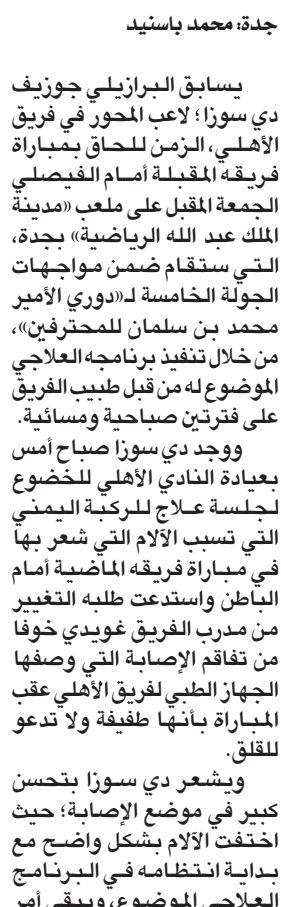 جدة: محمد باسنيد
يسابق البرازيلي جوزيف
دي سوزا؛ لاعب المحور في فريق
الأهلي، الزمن للحاق بمباراة
فريقه المقبلة أمام الفيصلي
الجمعة المقبل على ملعب «مدينة
الملك عبد الله الرياضية» بجدة،
التي ستقام ضمن مواجهات
الجولة الخامسة لـ«دوري الأمير
محمد بن سلمان للمحترفين»،
من خلال تنفيذ برنامجه العلاجي
الموضوع له من قبل طبيب الفريق
على فترتين صباحية ومسائية.
ووجد دي سوزا صباح أمس
بعيادة النادي الأهلي للخضوع
لجلسة علاج للركبة اليمني
التي تسبب الآلام التي شعر بها
في مباراة فريقه الماضية أمام
الباطن واستدعت طلبه التغيير
من مدرب الفريق غويدي خوفا
من تفاقم الإصابة التي وصفها
الجهاز الطبي لفريق الأهلي عقب
المباراة بأنها طفيفة ولا تدعو
للقلق.
ويشعر دي سوزا بتحسن
كبير في موضع الإصابة؛ حيث
اختفت الآلام بشكل واضح مع
بداية انتظامه في البرنامج
العلاجي الموضوع، ويبقى أمر